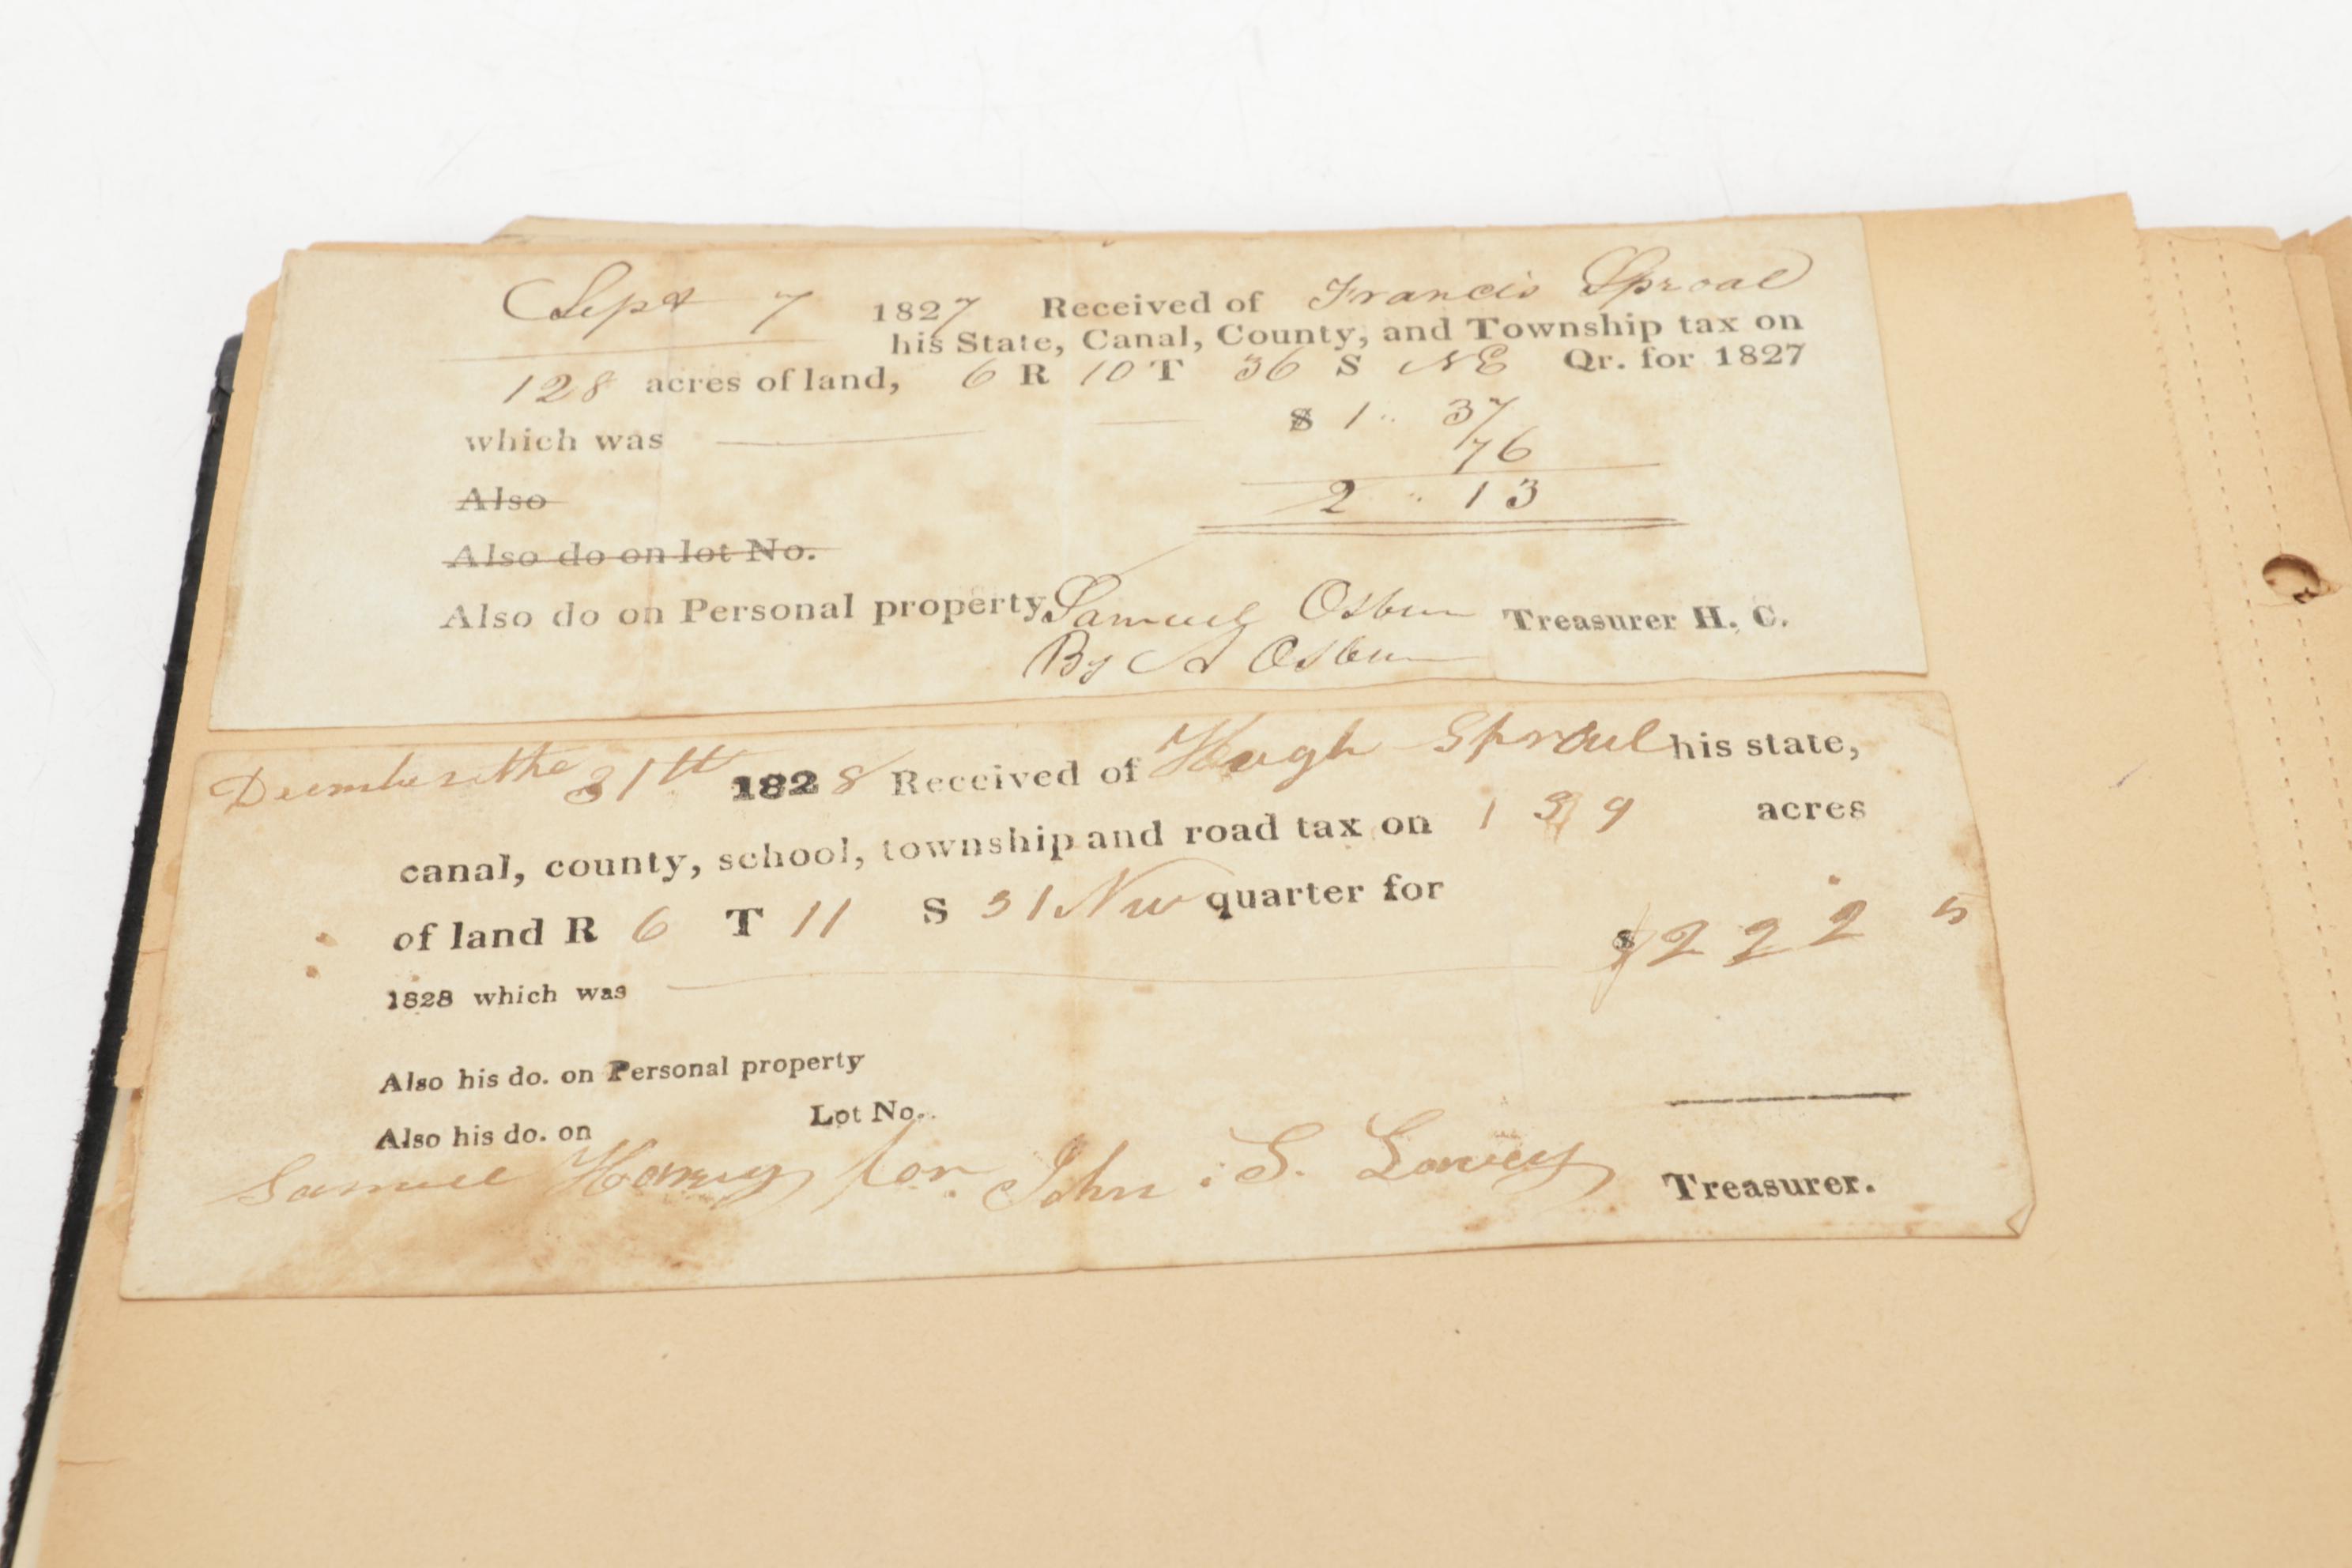 Sept 7 1827 Received of Francis Sproal
his State, Canal, County, and Township tax on
128 acres of land, 6 R 10 T 36 S NE Qr. for 1827
which was $ 1 .. 37
76
Also 2 .. 13
Also do on lot No.
Also do on Personal property Samuel Osbun Treasurer H. C.
By A Osbun
December the 31tt 1828 Received of Hugh Sproul his state,
canal, county, school, township and road tax on 139 acres
of land R 6 T 11 S 31 Nw quarter for
1828 which was $2 22 5
Also his do. on Personal property
Also his do. on Lot No.
Samuel for John . S. Lacey Treasurer.